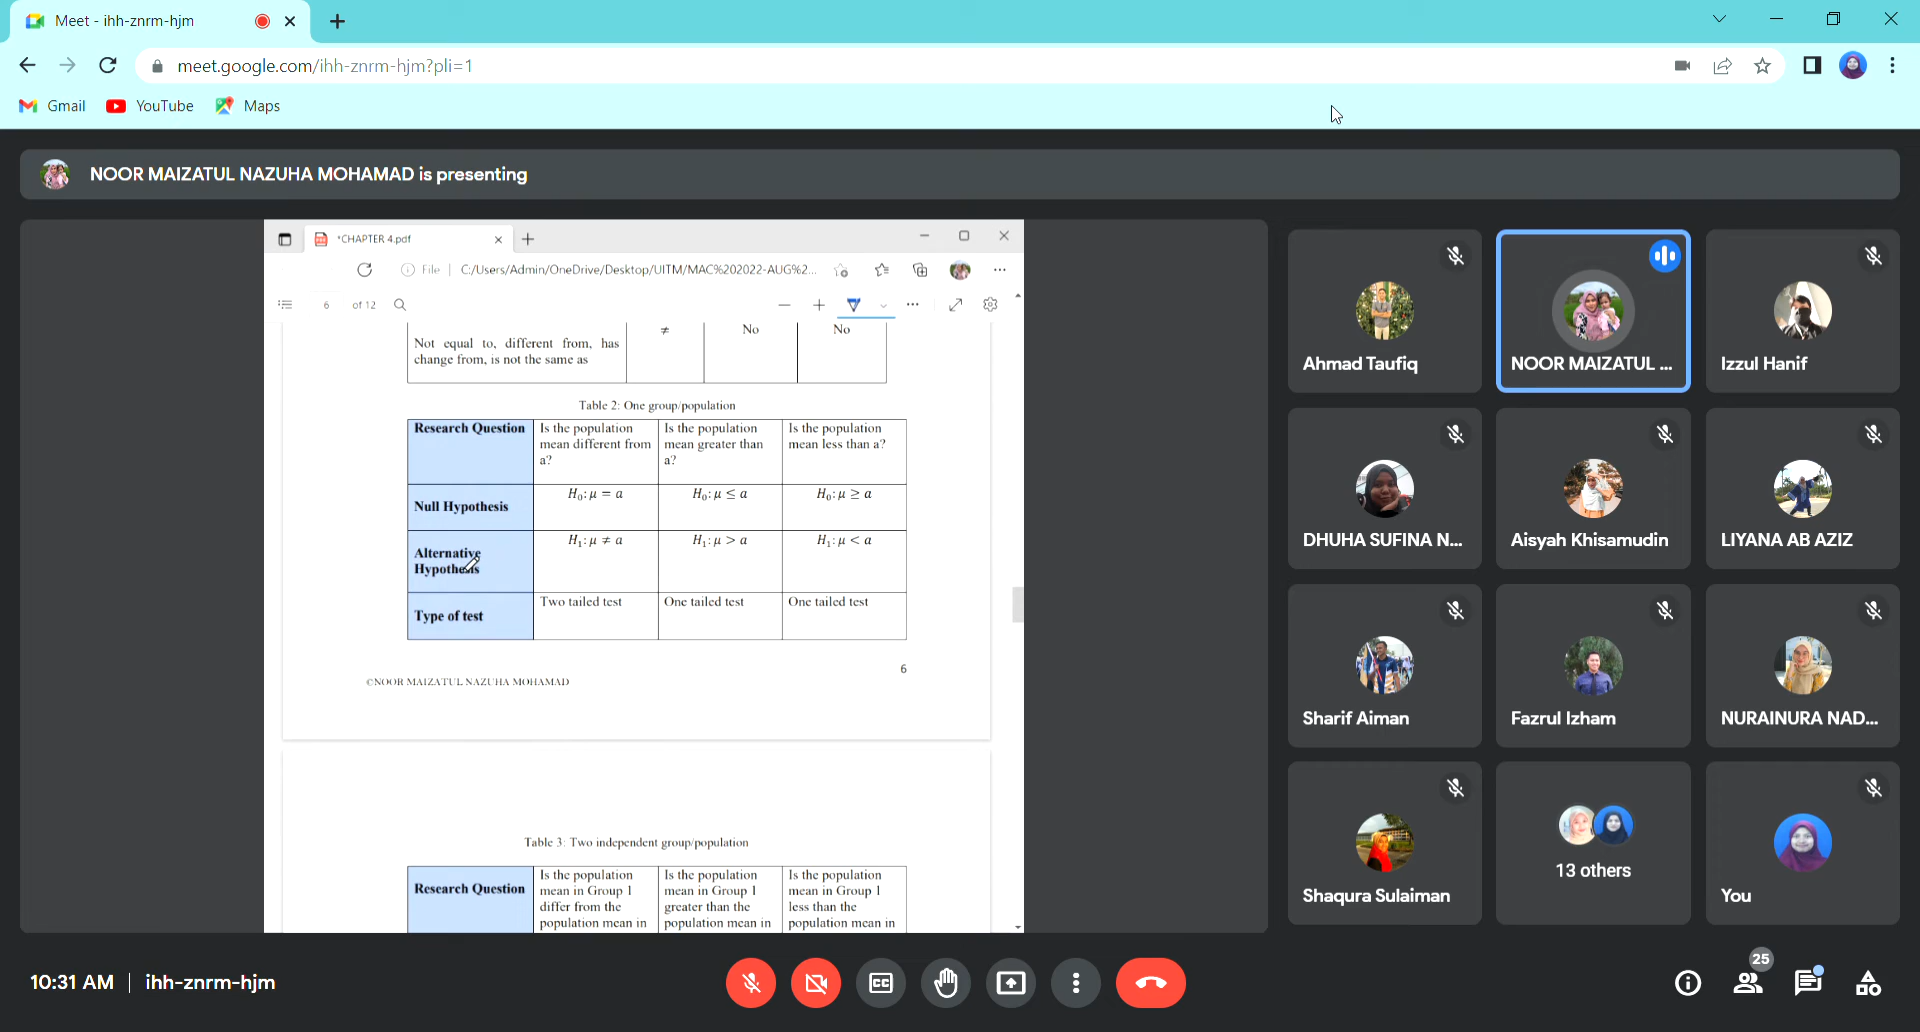 Meet - ihh-znrm-hjm
meet.google.com/ihh-znrm-hjm?pli=1
Gmail YouTube Maps
NOOR MAIZATUL NAZUHA MOHAMAD is presenting
*CHAPTER 4.pdf
File C:/Users/Admin/OneDrive/Desktop/UITM/MAC%202022-AUG%2...
6 of 12
Not equal to, different from, has change from, is not the same as ≠ No No
Table 2: One group/population
Research Question Is the population mean different from a? Is the population mean greater than a? Is the population mean less than a?
Null Hypothesis H₀: μ = a H₀: μ ≤ a H₀: μ ≥ a
Alternative Hypothesis H₁: μ ≠ a H₁: μ > a H₁: μ < a
Type of test Two tailed test One tailed test One tailed test
6
©NOOR MAIZATUL NAZUHA MOHAMAD
Table 3: Two independent group/population
Research Question Is the population mean in Group 1 differ from the population mean in Is the population mean in Group 1 greater than the population mean in Is the population mean in Group 1 less than the population mean in
Ahmad Taufiq
NOOR MAIZATUL ...
Izzul Hanif
DHUHA SUFINA N...
Aisyah Khisamudin
LIYANA AB AZIZ
Sharif Aiman
Fazrul Izham
NURAINURA NAD...
Shaqura Sulaiman
13 others
You
10:31 AM | ihh-znrm-hjm
25